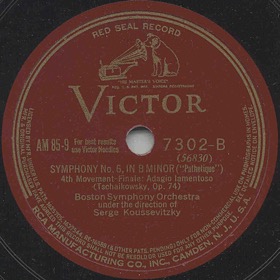 RED SEAL RECORD
"HIS MASTER'S VOICE"
VICTOR
AM 85-9
For best results
use Victor Needles
7302-B
(56830)
SYMPHONY No. 6, IN B MINOR ("Pathetique")
4th Movement-Finale: Adagio lamentoso
(Tschaikowsky, Op. 74)
Boston Symphony Orchestra
under the direction of
Serge Koussevitzky
RCA MANUFACTURING CO., INC. CAMDEN, N. J., U. S. A.